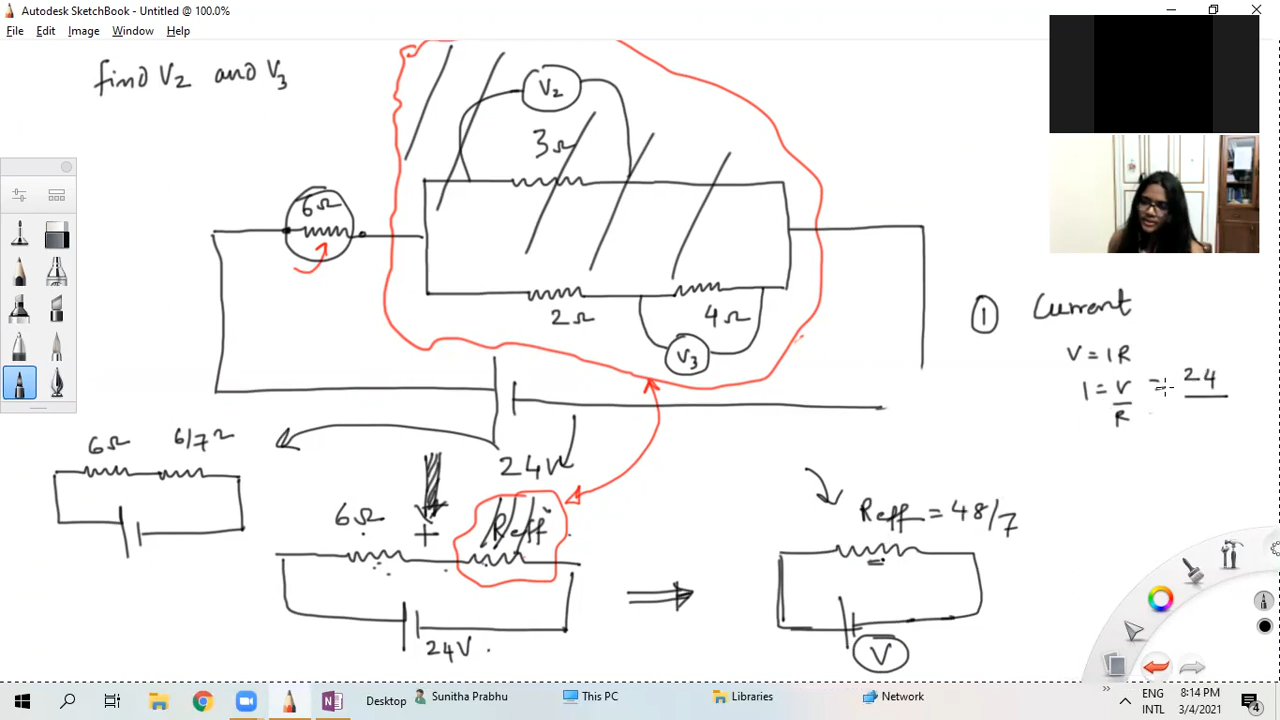 Autodesk SketchBook - Untitled @ 100.0%
File Edit Image Window Help
find V2 and V3
V2
3Ω
6Ω
2Ω
4Ω
V3
① Current
V = IR
I = V/R = 24
24V
6Ω 6/7Ω
6Ω + Reff
24V
Reff = 48/7
V
Desktop
Sunitha Prabhu
This PC
Libraries
Network
ENG
INTL
8:14 PM
3/4/2021
4